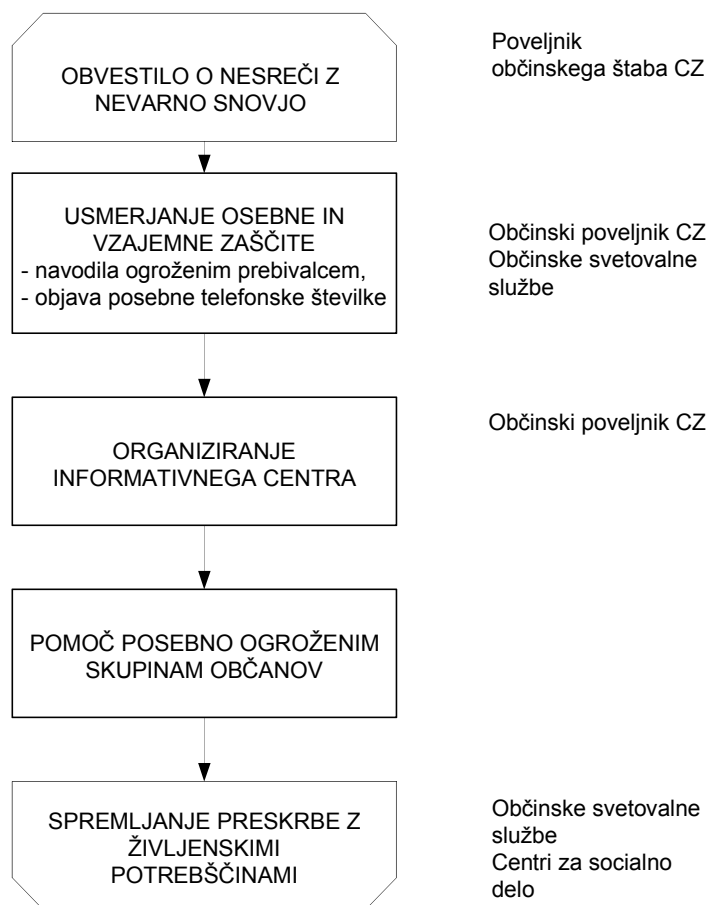 OBVESTILO O NESREČI Z
NEVARNO SNOVJO
Poveljnik
občinskega štaba CZ
USMERJANJE OSEBNE IN
VZAJEMNE ZAŠČITE
- navodila ogroženim prebivalcem,
- objava posebne telefonske številke
Občinski poveljnik CZ
Občinske svetovalne
službe
ORGANIZIRANJE
INFORMATIVNEGA CENTRA
Občinski poveljnik CZ
POMOČ POSEBNO OGROŽENIM
SKUPINAM OBČANOV
SPREMLJANJE PRESKRBE Z
ŽIVLJENSKIMI
POTREBŠČINAMI
Občinske svetovalne
službe
Centri za socialno
delo